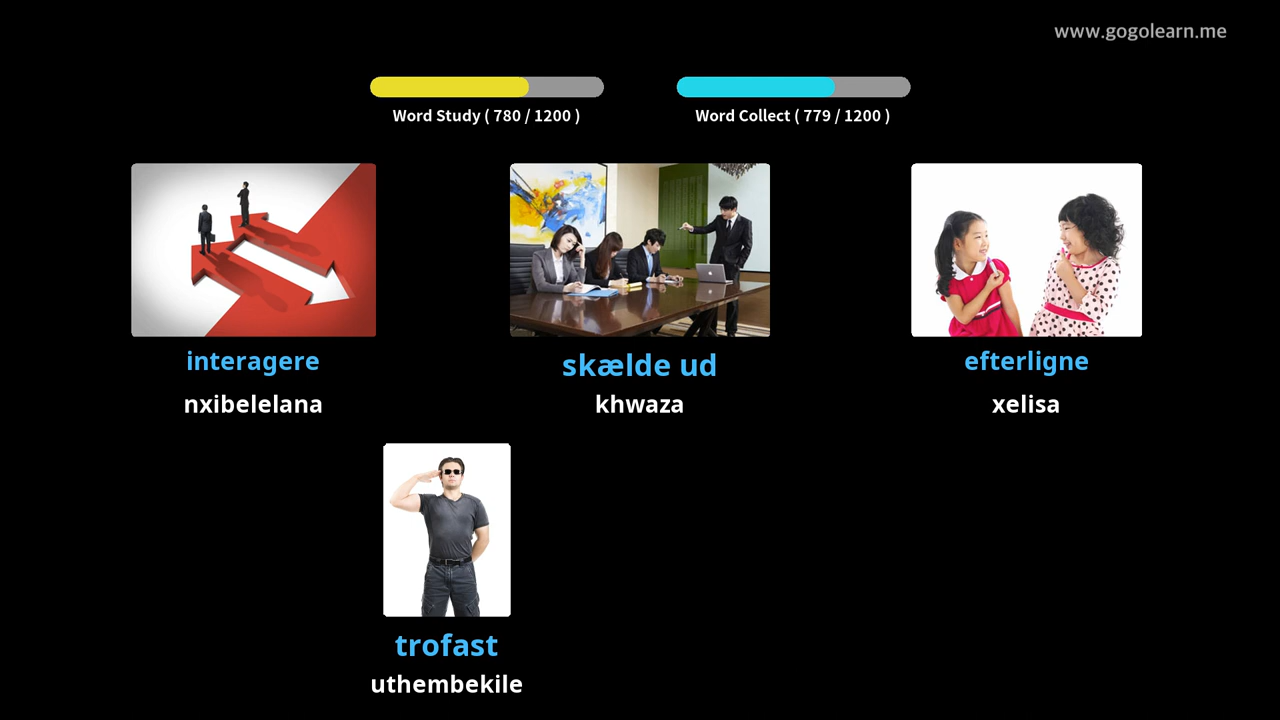 www.gogolearn.me
Word Study ( 780 / 1200 )
Word Collect ( 779 / 1200 )
interagere
skælde ud
efterligne
nxibelelana
khwaza
xelisa
trofast
uthembekile